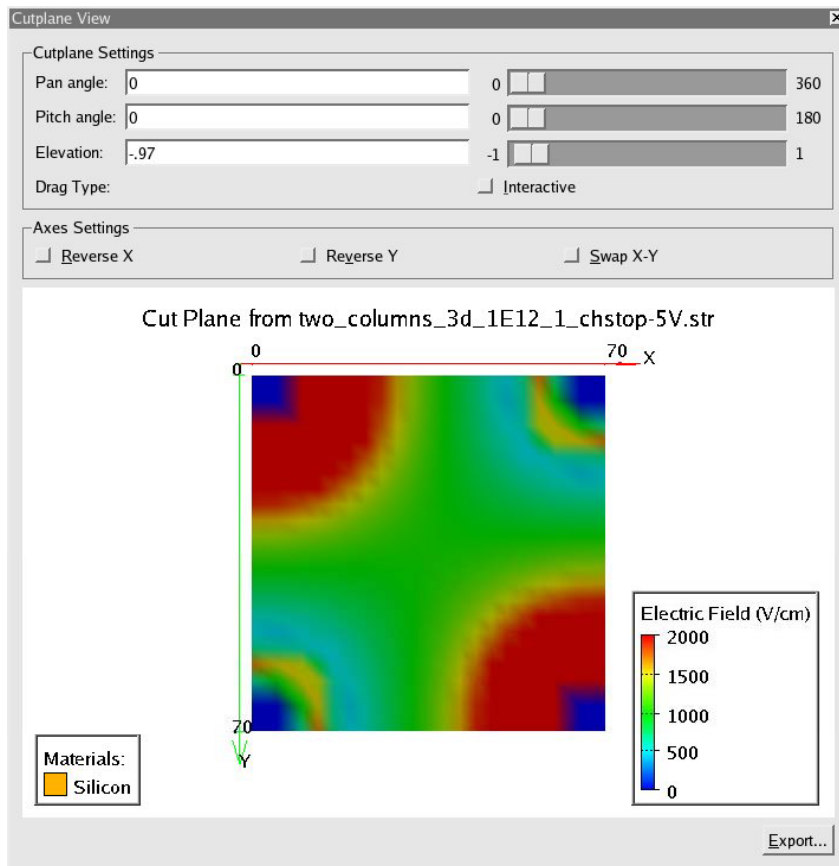 Cutplane View
Cutplane Settings
Pan angle: 0 0 360
Pitch angle: 0 0 180
Elevation: -.97 -1 1
Drag Type: Interactive
Axes Settings
Reverse X Reverse Y Swap X-Y
Cut Plane from two_columns_3d_1E12_1_chstop-5V.str
0 70 X
0
70
Y
Electric Field (V/cm)
2000
1500
1000
500
0
Materials:
Silicon
Export...